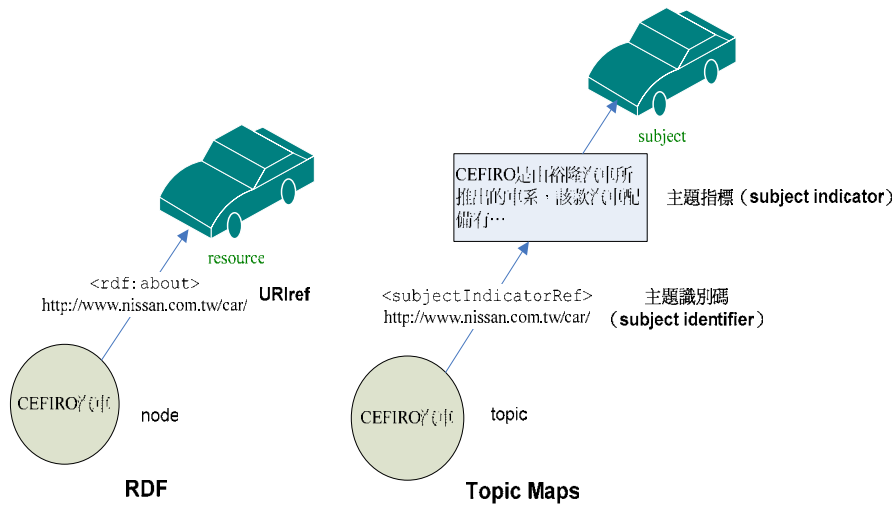 resource
<rdf:about>
http://www.nissan.com.tw/car/
URIref
CEFIRO汽車
node
RDF
subject
CEFIRO是由裕隆汽車所
推出的車系，該款汽車配
備有…
主題指標（subject indicator）
<subjectIndicatorRef>
http://www.nissan.com.tw/car/
主題識別碼
（subject identifier）
CEFIRO汽車
topic
Topic Maps